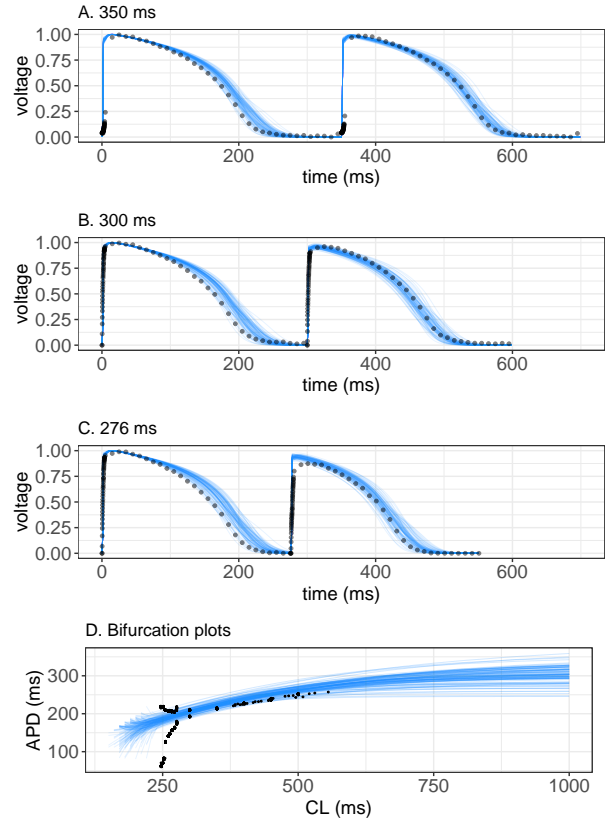 A. 350 ms
voltage
1.00
0.75
0.50
0.25
0.00
0 200 400 600
time (ms)
B. 300 ms
voltage
1.00
0.75
0.50
0.25
0.00
0 200 400 600
time (ms)
C. 276 ms
voltage
1.00
0.75
0.50
0.25
0.00
0 200 400 600
time (ms)
D. Bifurcation plots
APD (ms)
300
200
100
250 500 750 1000
CL (ms)